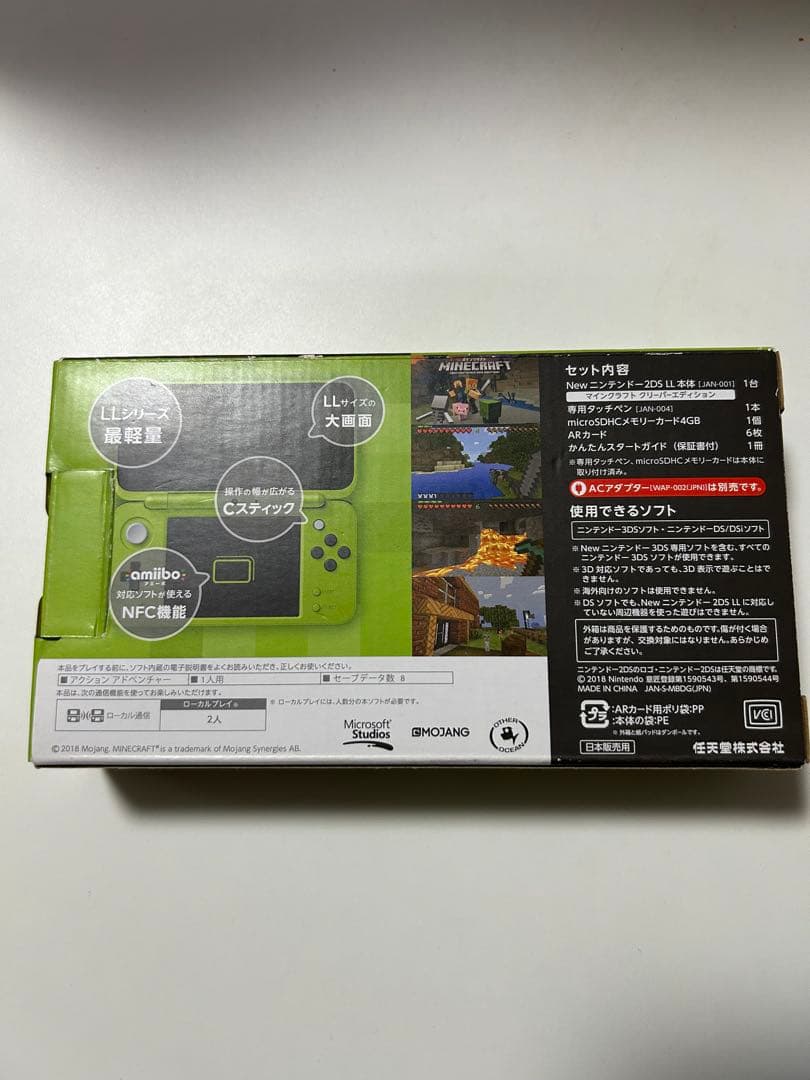 LLシリーズ
最軽量
LLサイズの
大画面
操作の幅が広がる
Cスティック
amiibo
アミーボ
対応ソフトが使える
NFC機能
MINECRAFT
セット内容
New ニンテンドー2DS LL 本体 [JAN-001] 1台
マインクラフト クリーパーエディション
専用タッチペン [JAN-004] 1本
microSDHCメモリーカード4GB 1個
ARカード 6枚
かんたんスタートガイド(保証書付) 1冊
※専用タッチペン、microSDHCメモリーカードは本体に
取り付け済み。
ACアダプター[WAP-002(JPN)]は別売です。
使用できるソフト
ニンテンドー3DSソフト・ニンテンドーDS/DSiソフト
※New ニンテンドー3DS 専用ソフトを含む、すべての
ニンテンドー3DS ソフトが使用できます。
※3D 対応ソフトであっても、3D 表示で遊ぶことはで
きません。
※海外向けのソフトは使用できません。
※DS ソフトでも、New ニンテンドー2DS LL に対応し
ていない周辺機器を使った遊びはできません。
外箱は商品を保護するためのものです。傷が付く場合
がありますが、交換対象にはなりません。あらかじめ
ご了承ください。
ニンテンドー2DSのロゴ・ニンテンドー2DSは任天堂の商標です。
© 2018 Nintendo 意匠登録第1590543号、第1590544号
MADE IN CHINA JAN-S-MBDG(JPN)
プラ
:ARカード用ポリ袋:PP
:本体の袋:PE
※外箱と紙パッドはダンボールです。
VCI
日本販売用
任天堂株式会社
本品をプレイする前に、ソフト内蔵の電子説明書をよくお読みいただき、正しくお使いください。
■アクション アドベンチャー ■1人用 ■セーブデータ数 8
本品は、次の通信機能を使ってお楽しみいただけます。
ローカル通信
ローカルプレイ※
2人
※ ローカルプレイには、人数分の本ソフトが必要です。
Microsoft
Studios
MOJANG
OTHER
OCEAN
© 2018 Mojang. MINECRAFT® is a trademark of Mojang Synergies AB.